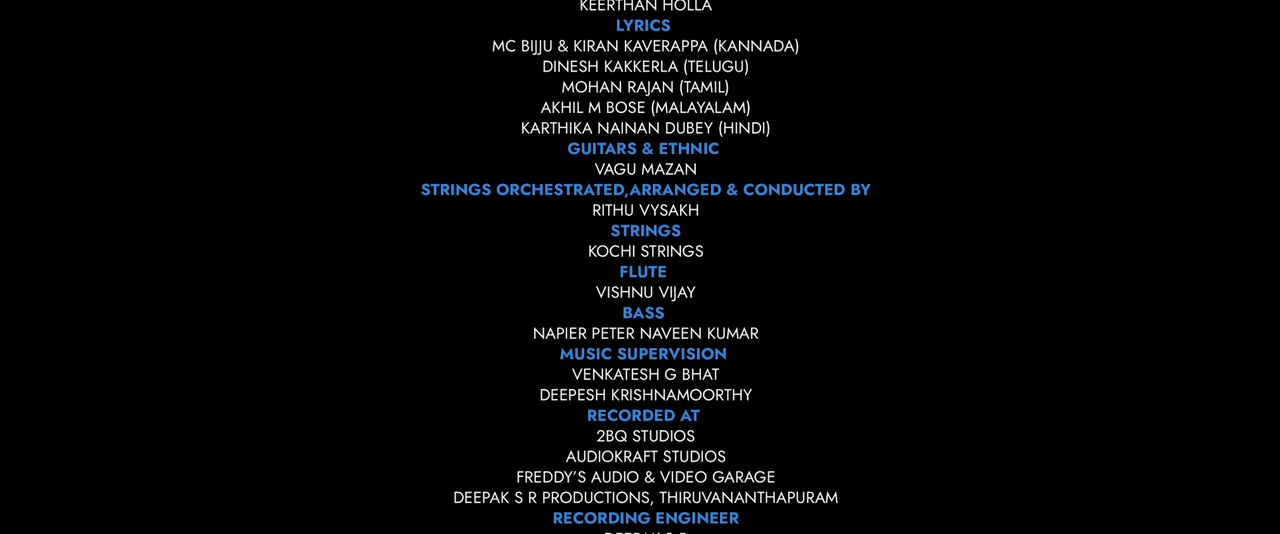 KEERTHAN HOLLA
LYRICS
MC BIJJU & KIRAN KAVERAPPA (KANNADA)
DINESH KAKKERLA (TELUGU)
MOHAN RAJAN (TAMIL)
AKHIL M BOSE (MALAYALAM)
KARTHIKA NAINAN DUBEY (HINDI)
GUITARS & ETHNIC
VAGU MAZAN
STRINGS ORCHESTRATED,ARRANGED & CONDUCTED BY
RITHU VYSAKH
STRINGS
KOCHI STRINGS
FLUTE
VISHNU VIJAY
BASS
NAPIER PETER NAVEEN KUMAR
MUSIC SUPERVISION
VENKATESH G BHAT
DEEPESH KRISHNAMOORTHY
RECORDED AT
2BQ STUDIOS
AUDIOKRAFT STUDIOS
FREDDY'S AUDIO & VIDEO GARAGE
DEEPAK S R PRODUCTIONS, THIRUVANANTHAPURAM
RECORDING ENGINEER